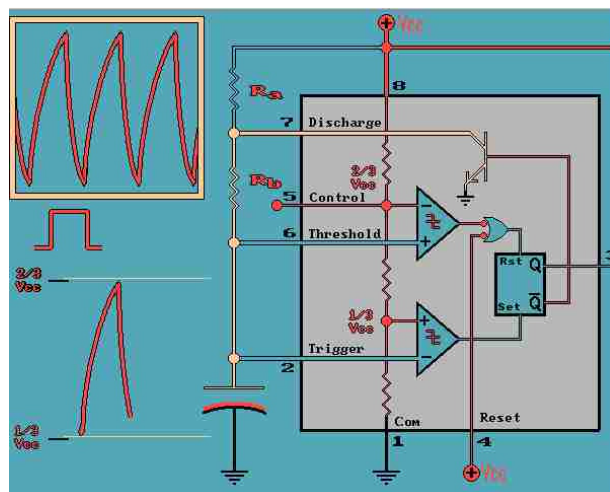 Vcc
8
Ra
7 Discharge
2/3
Vcc
Rb
5 Control
6 Threshold
Rst Q
3
2/3
Vcc
Q̅
Set
1/3
Vcc
2 Trigger
1/3
Vcc
Com
Reset
1
4
Vcc